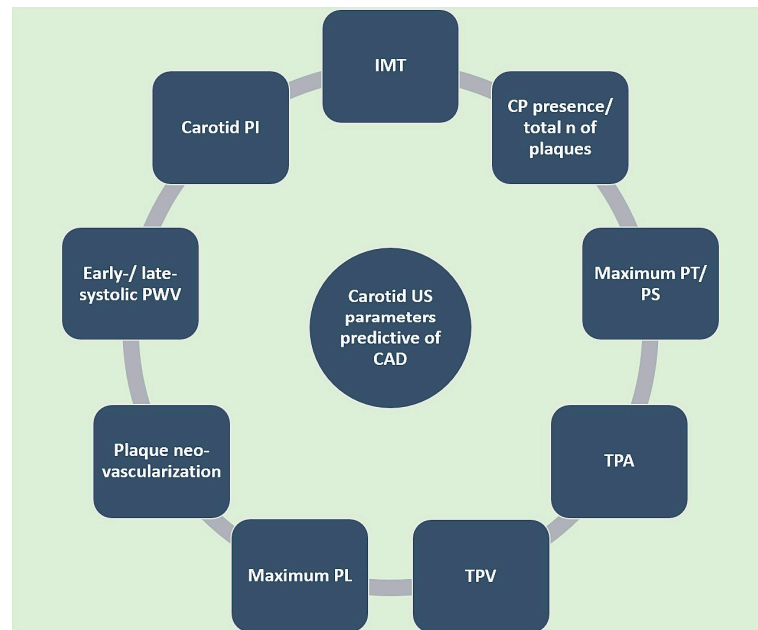 IMT
CP presence/
total n of
plaques
Maximum PT/
PS
TPA
TPV
Maximum PL
Plaque neo-
vascularization
Early-/ late-
systolic PWV
Carotid PI
Carotid US
parameters
predictive of
CAD